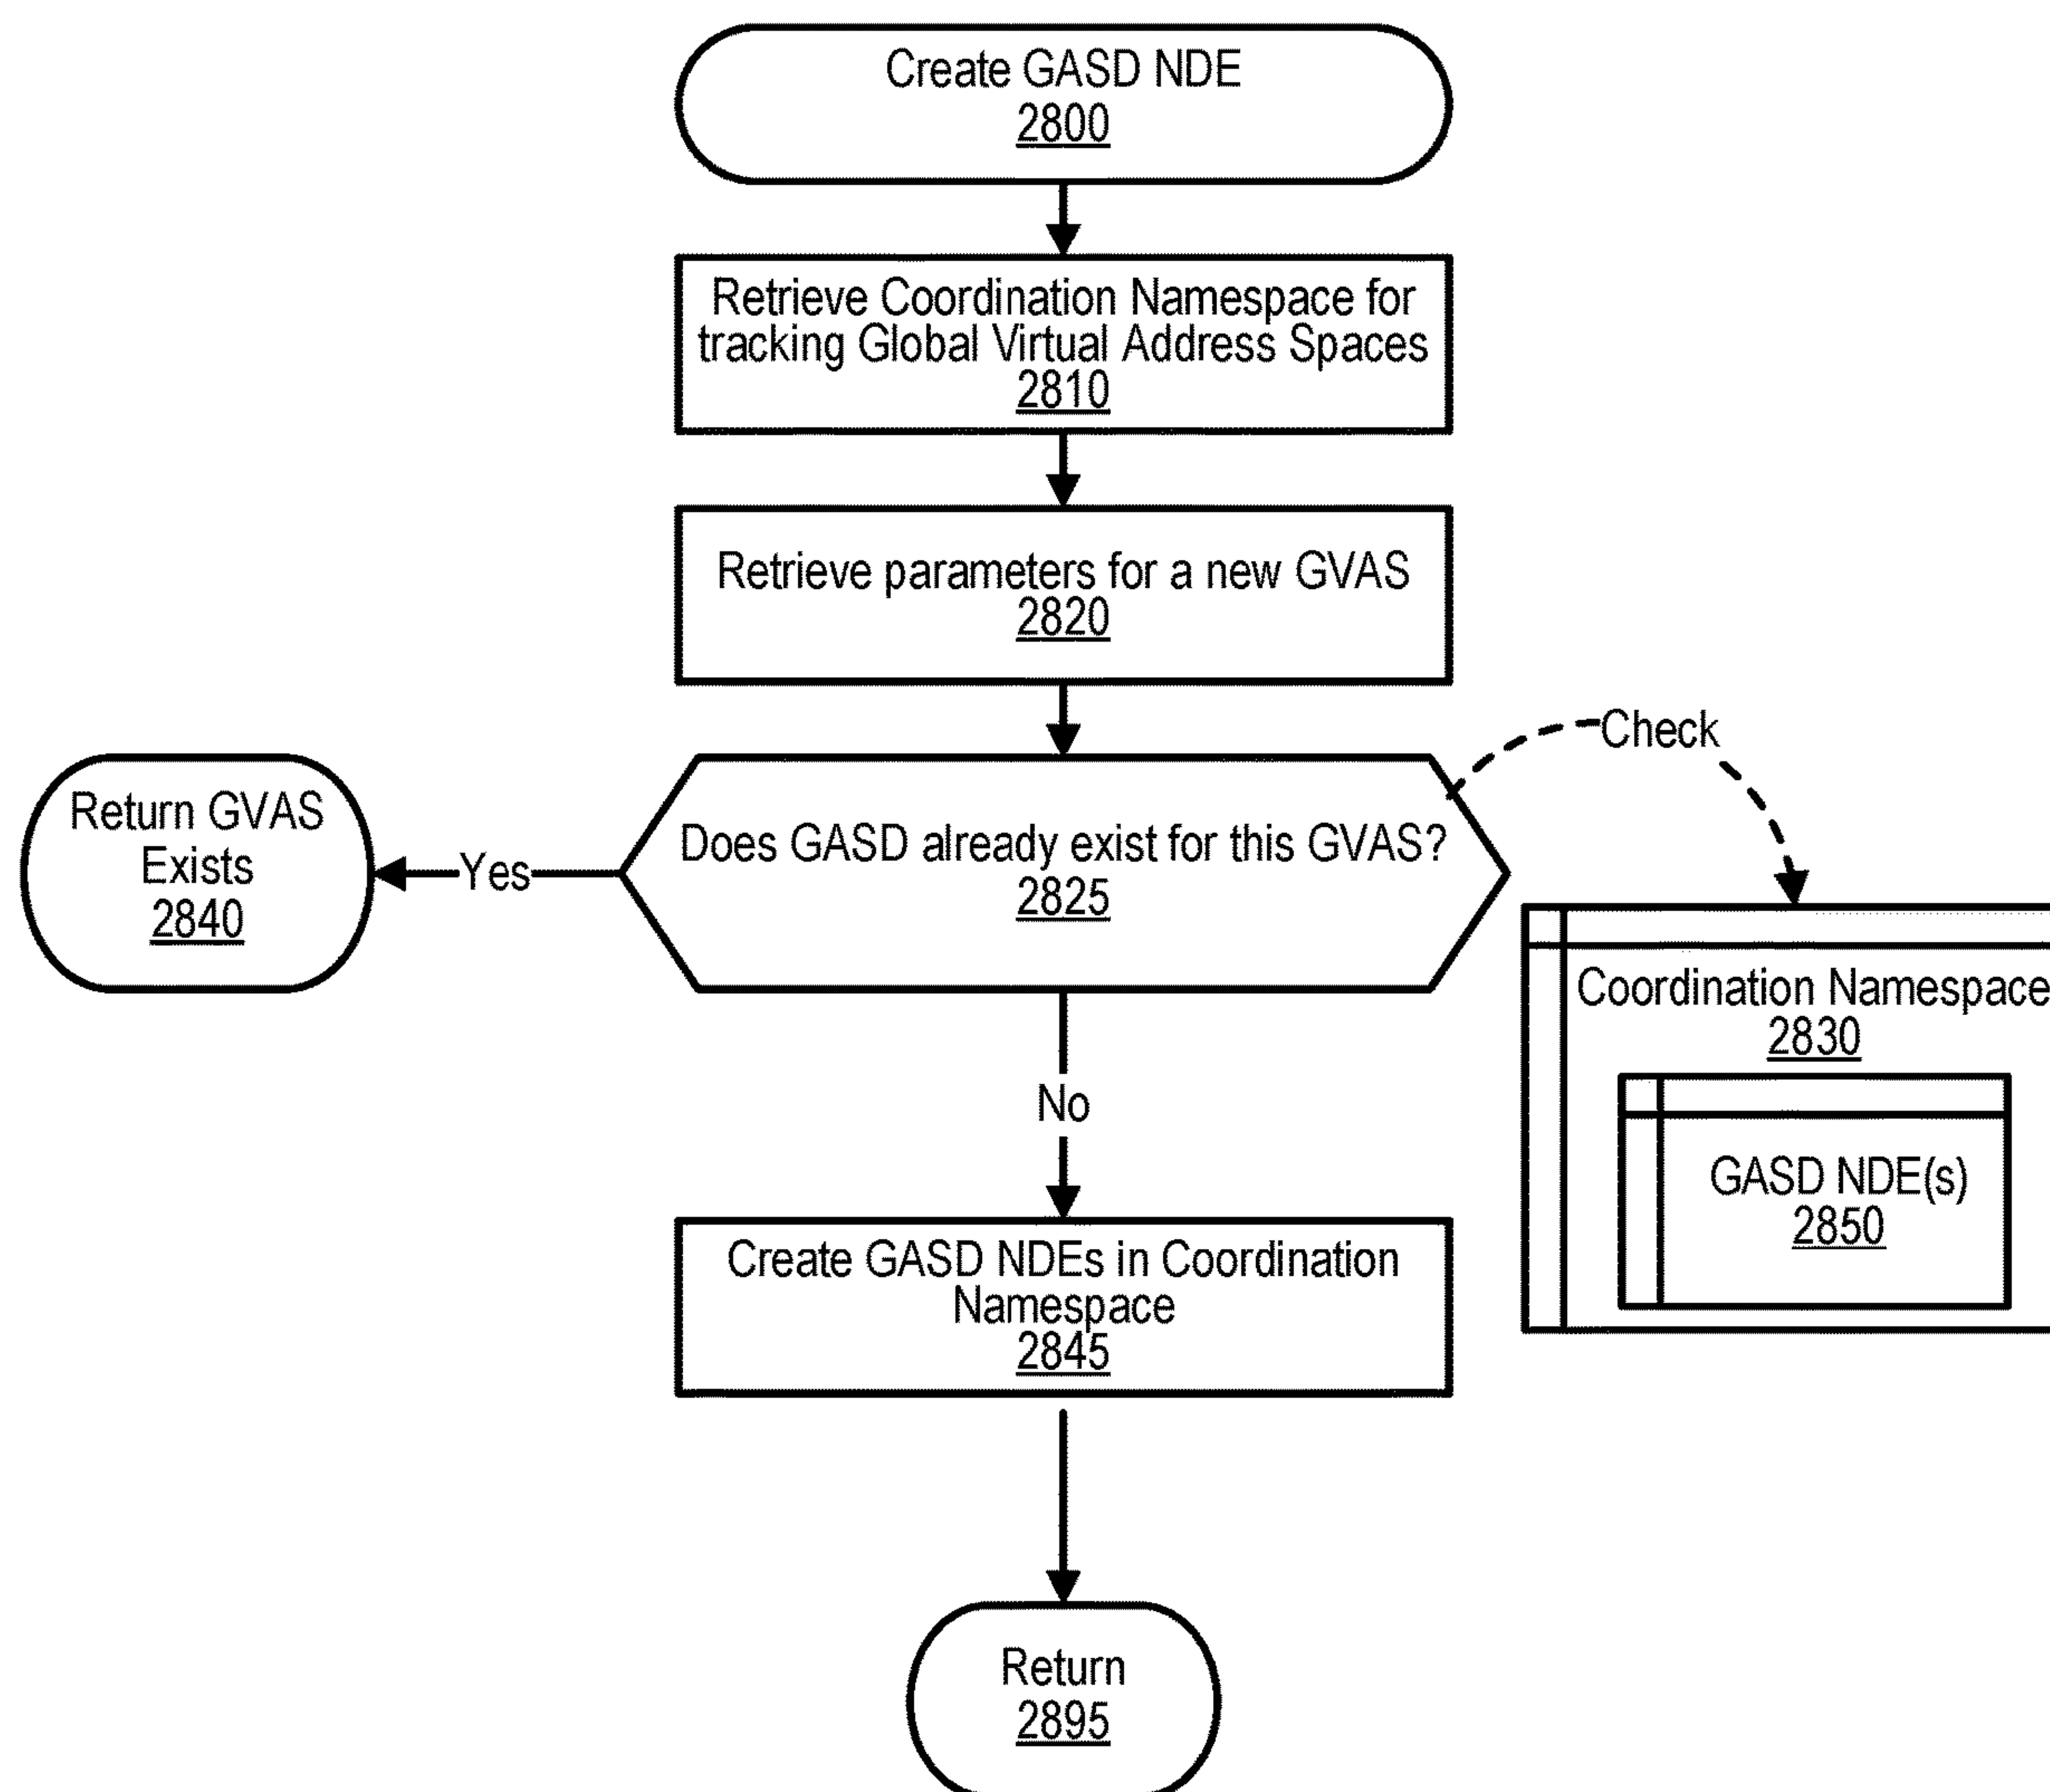 Create GASD NDE
2800
Retrieve Coordination Namespace for
tracking Global Virtual Address Spaces
2810
Retrieve parameters for a new GVAS
2820
Check
Return GVAS
Exists
2840
Yes
Does GASD already exist for this GVAS?
2825
Coordination Namespace
2830
No
GASD NDE(s)
2850
Create GASD NDEs in Coordination
Namespace
2845
Return
2895